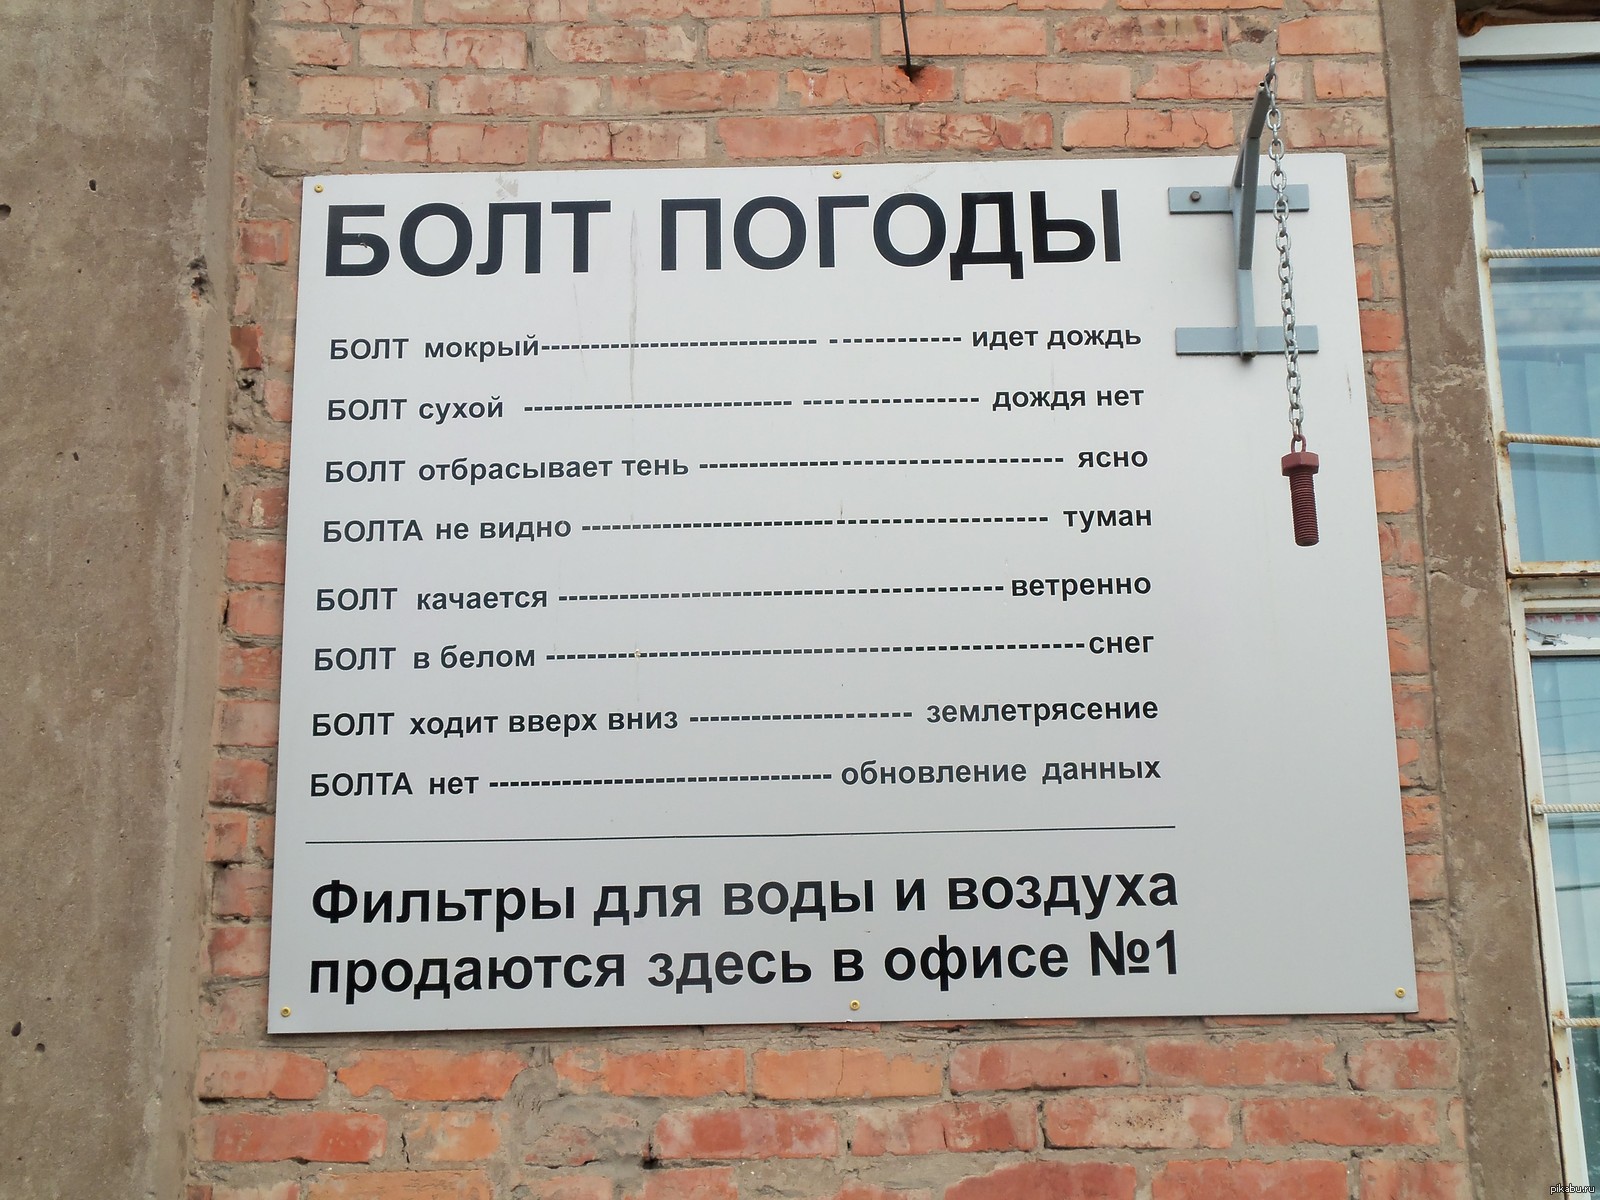 БОЛТ ПОГОДЫ
БОЛТ мокрый---------------------------- - ------------ идет дождь
БОЛТ сухой --------------------------- ------------------ дождя нет
БОЛТ отбрасывает тень ------------------------------------- ясно
БОЛТА не видно ----------------------------------------------- туман
БОЛТ качается ---------------------------------------------ветренно
БОЛТ в белом ------------------------------------------------------снег
БОЛТ ходит вверх вниз ---------------------- землетрясение
БОЛТА нет ---------------------------------- обновление данных
Фильтры для воды и воздуха
продаются здесь в офисе №1
pikabu.ru